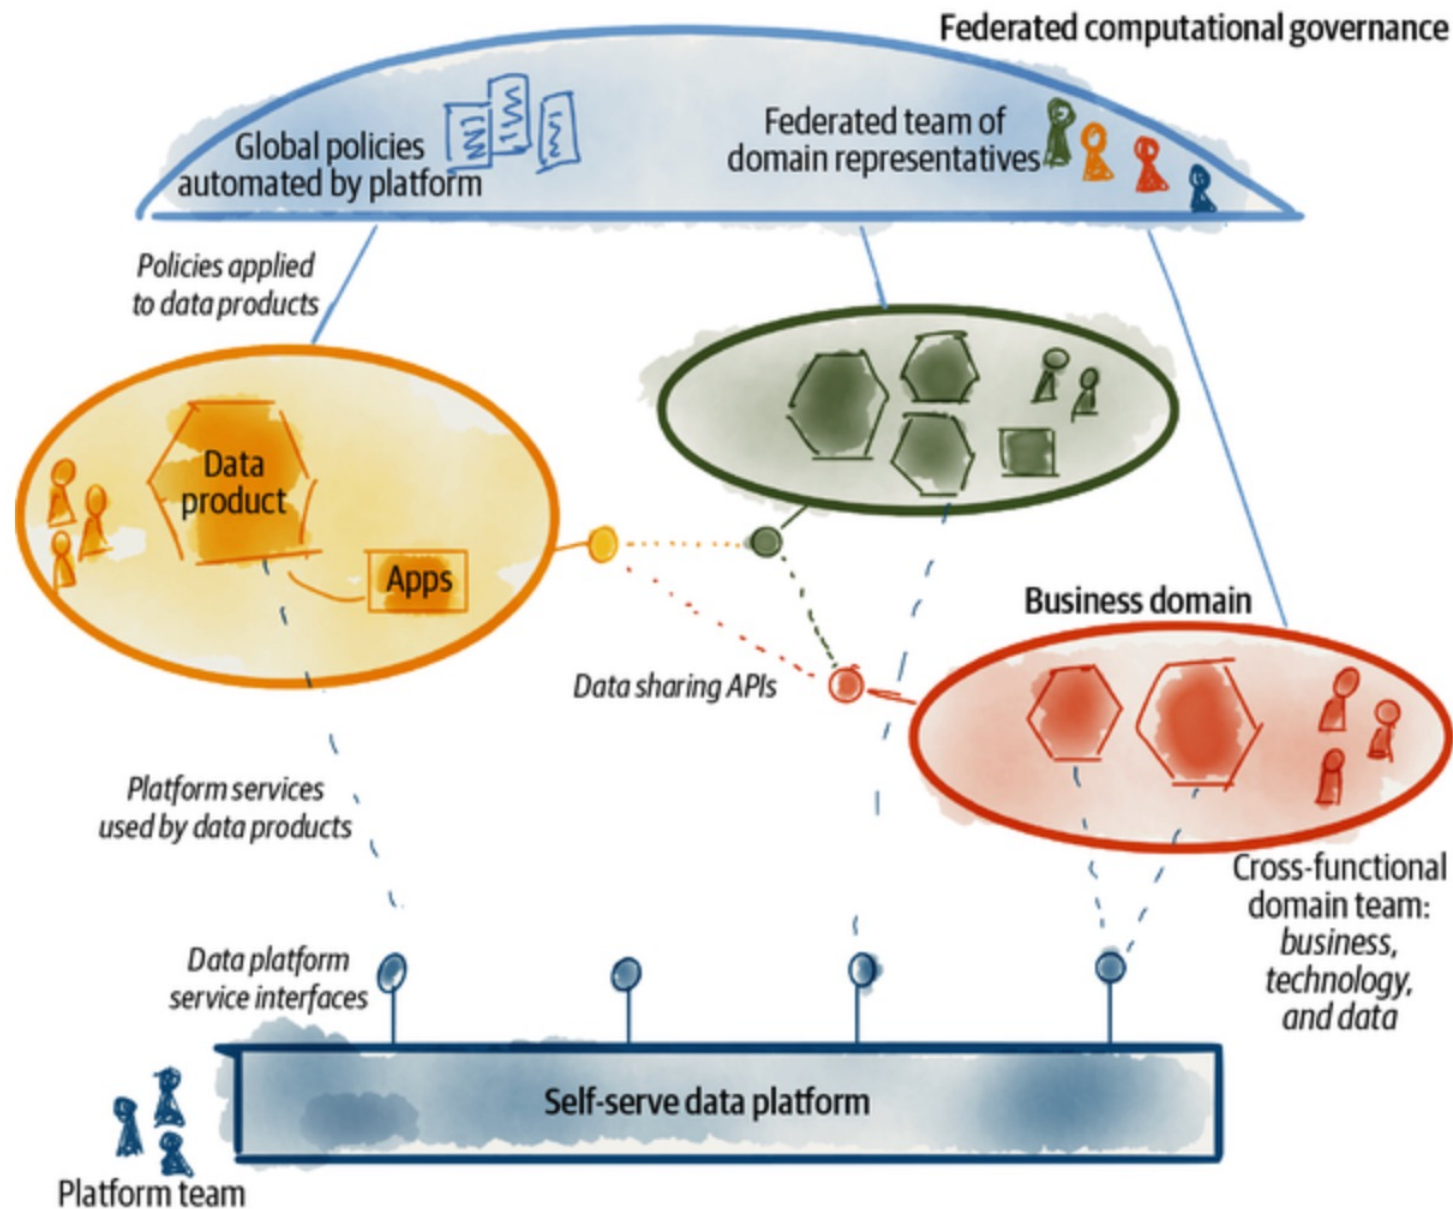 Federated computational governance
Global policies
automated by platform
Federated team of
domain representatives
Policies applied
to data products
Data
product
Apps
Business domain
Data sharing APIs
Platform services
used by data products
Cross-functional
domain team:
business,
technology,
and data
Data platform
service interfaces
Self-serve data platform
Platform team